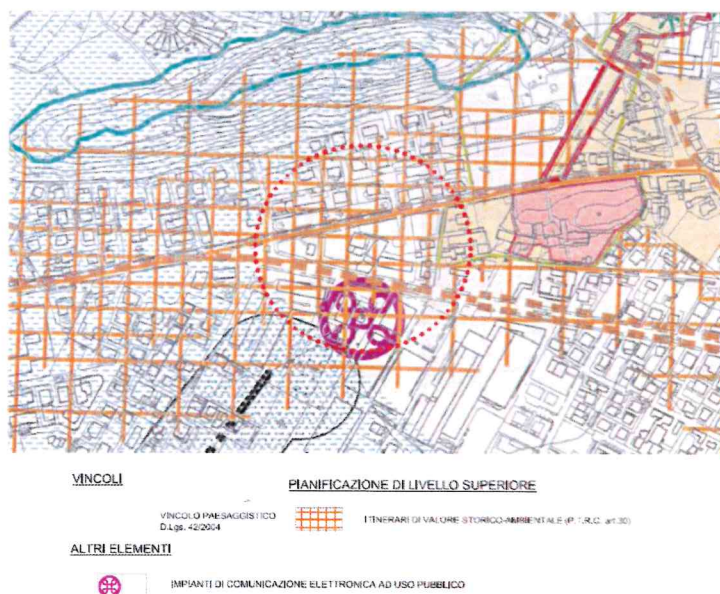 VINCOLI
PIANIFICAZIONE DI LIVELLO SUPERIORE
VINCOLO PAESAGGISTICO
D.Lgs. 42/2004
ITINERARI DI VALORE STORICO-AMBIENTALE (P.T.R.C. art.30)
ALTRI ELEMENTI
IMPIANTI DI COMUNICAZIONE ELETTRONICA AD USO PUBBLICO